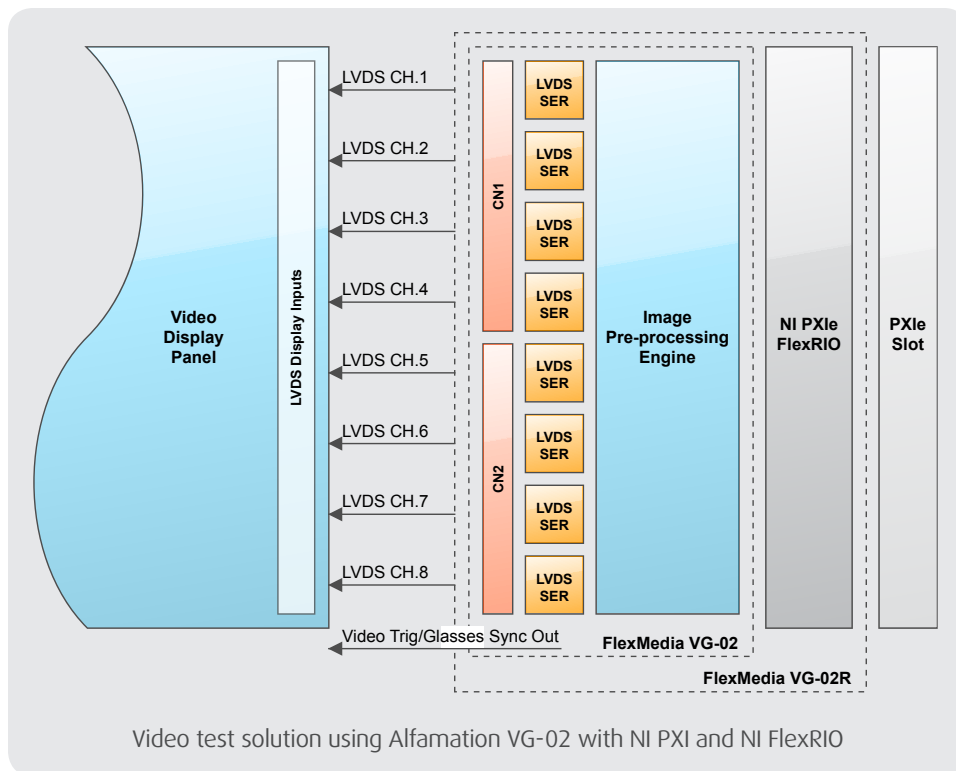 LVDS CH.1
LVDS CH.2
LVDS CH.3
LVDS CH.4
LVDS CH.5
LVDS CH.6
LVDS CH.7
LVDS CH.8
Video Trig/Glasses Sync Out
Video
Display
Panel
LVDS Display Inputs
CN1
CN2
LVDS
SER
LVDS
SER
LVDS
SER
LVDS
SER
LVDS
SER
LVDS
SER
LVDS
SER
LVDS
SER
Image
Pre-processing
Engine
NI PXIe
FlexRIO
PXIe
Slot
FlexMedia VG-02
FlexMedia VG-02R
Video test solution using Alfamation VG-02 with NI PXI and NI FlexRIO